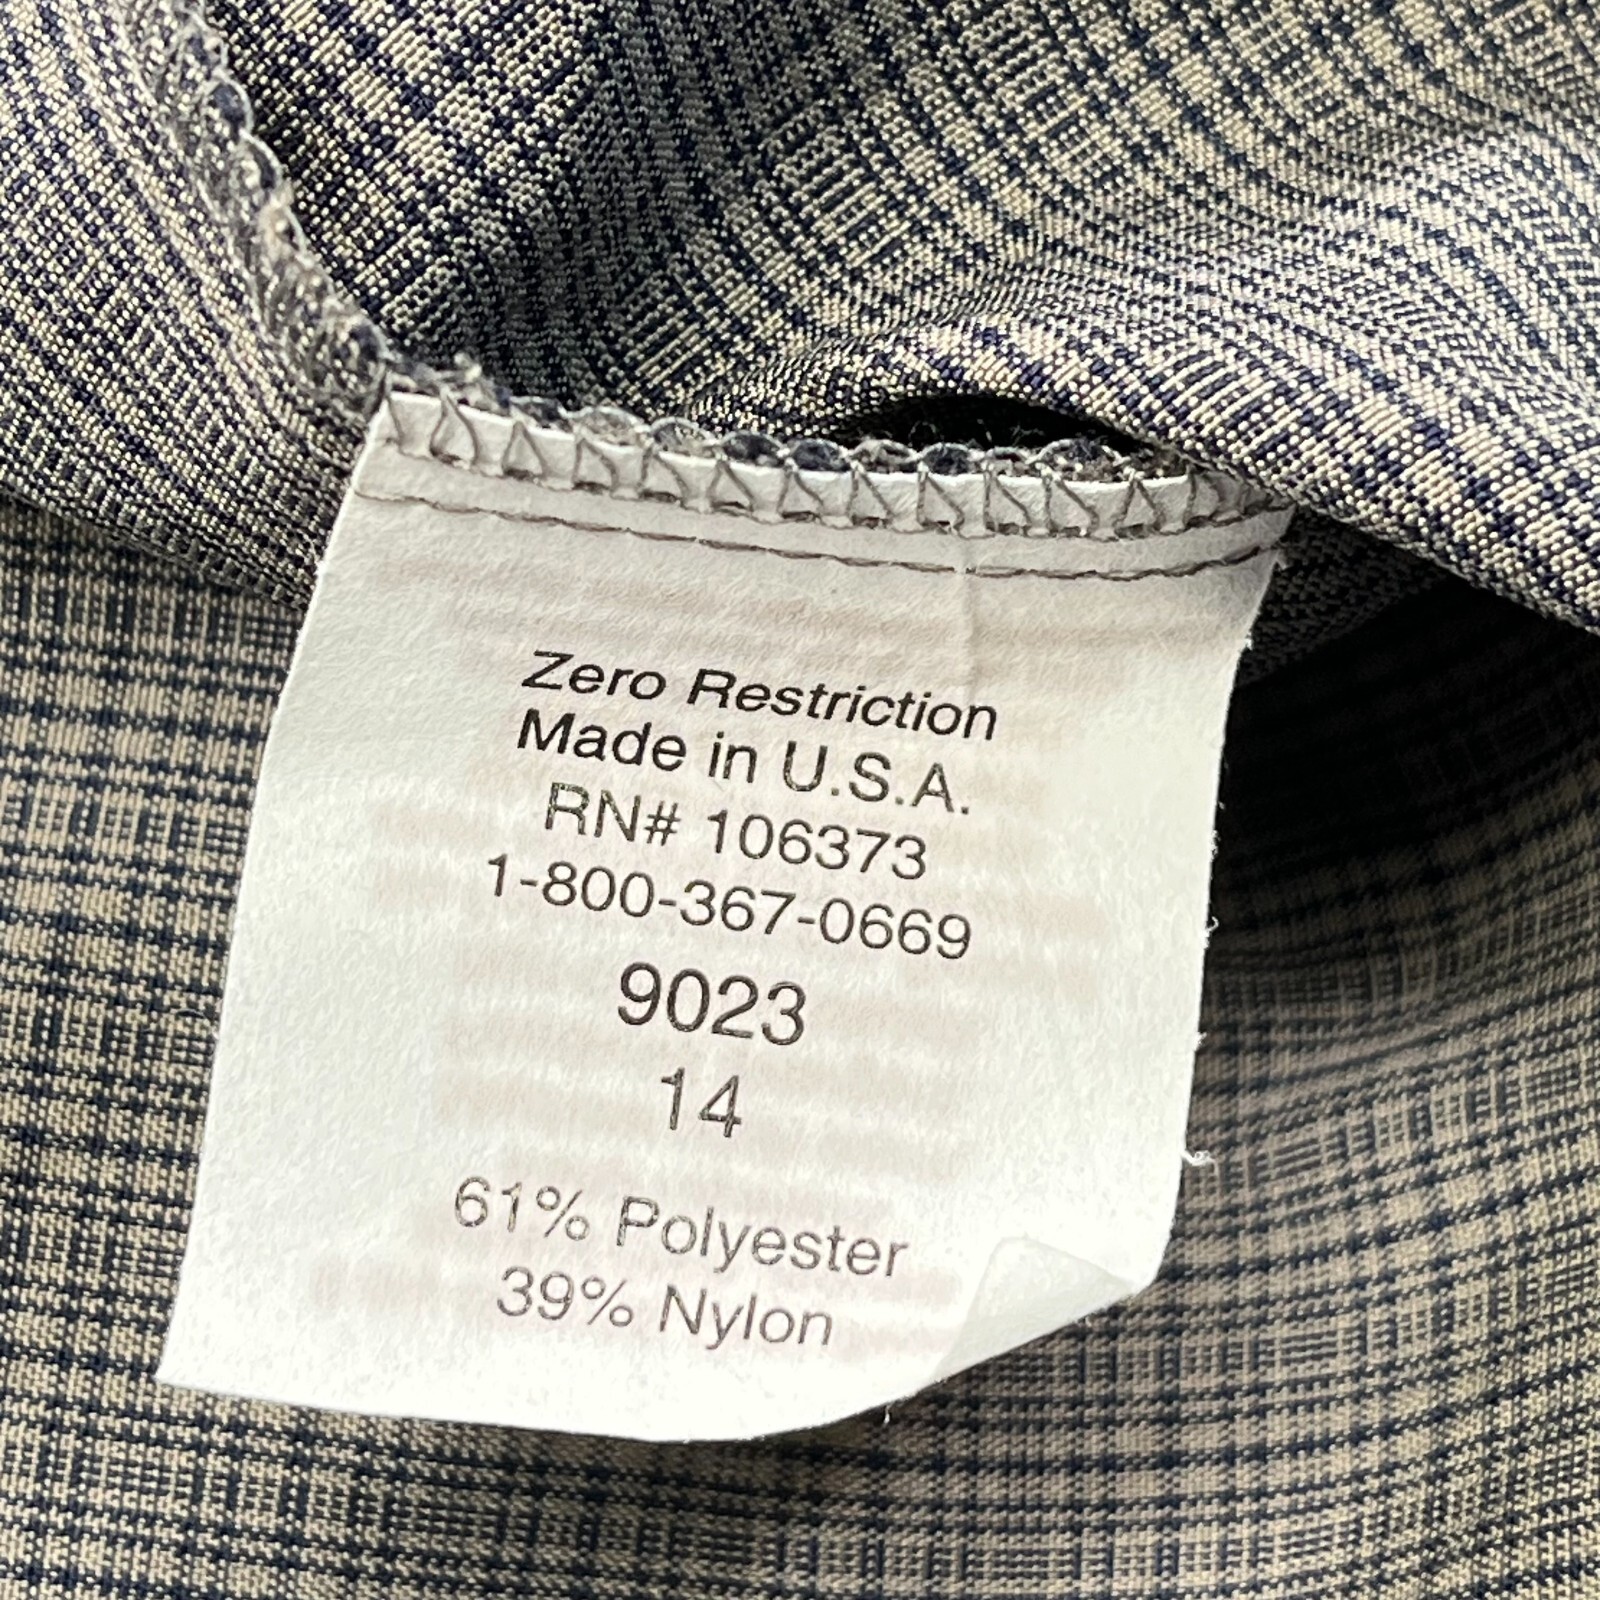 Zero Restriction
Made in U.S.A.
RN# 106373
1-800-367-0669
9023
14
61% Polyester
39% Nylon